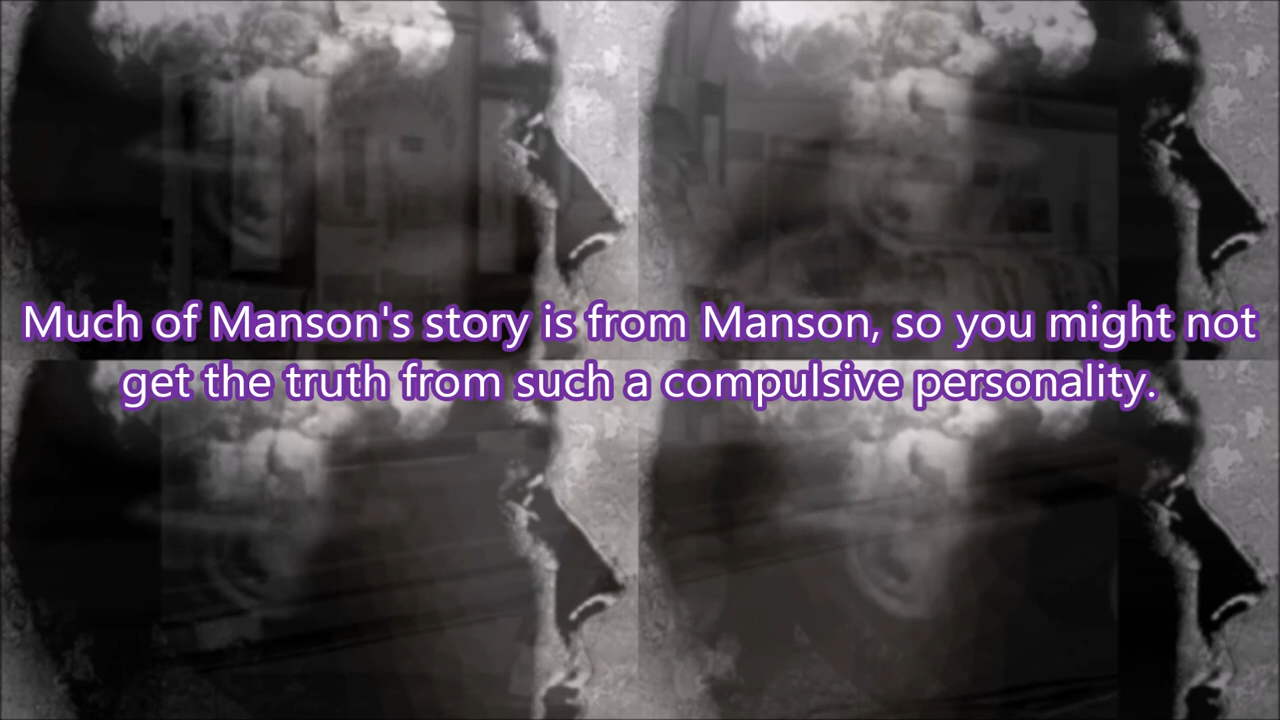 Much of Manson's story is from Manson, so you might not
get the truth from such a compulsive personality.